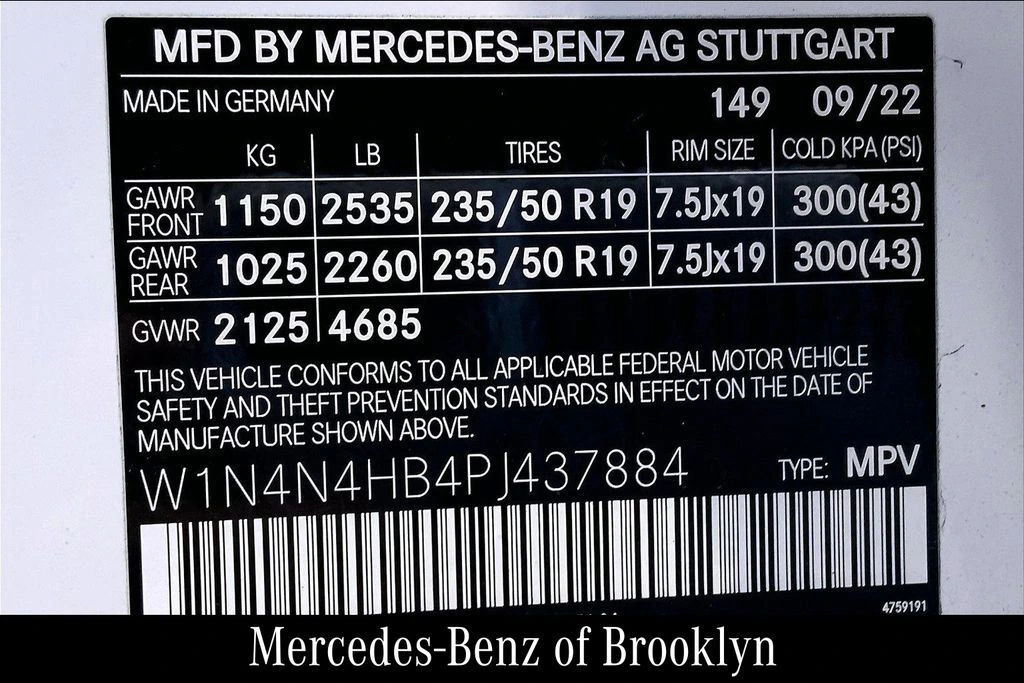 MFD BY MERCEDES-BENZ AG STUTTGART
MADE IN GERMANY 149 09/22
KG LB TIRES RIM SIZE COLD KPA (PSI)
GAWR FRONT 1150 2535 235/50 R19 7.5Jx19 300(43)
GAWR REAR 1025 2260 235/50 R19 7.5Jx19 300(43)
GVWR 2125 4685
THIS VEHICLE CONFORMS TO ALL APPLICABLE FEDERAL MOTOR VEHICLE
SAFETY AND THEFT PREVENTION STANDARDS IN EFFECT ON THE DATE OF
MANUFACTURE SHOWN ABOVE.
W1N4N4HB4PJ437884 TYPE: MPV
4759191
Mercedes-Benz of Brooklyn